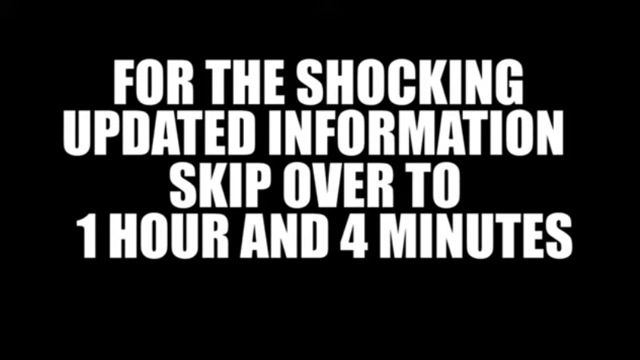 FOR THE SHOCKING
UPDATED INFORMATION
SKIP OVER TO
1 HOUR AND 4 MINUTES